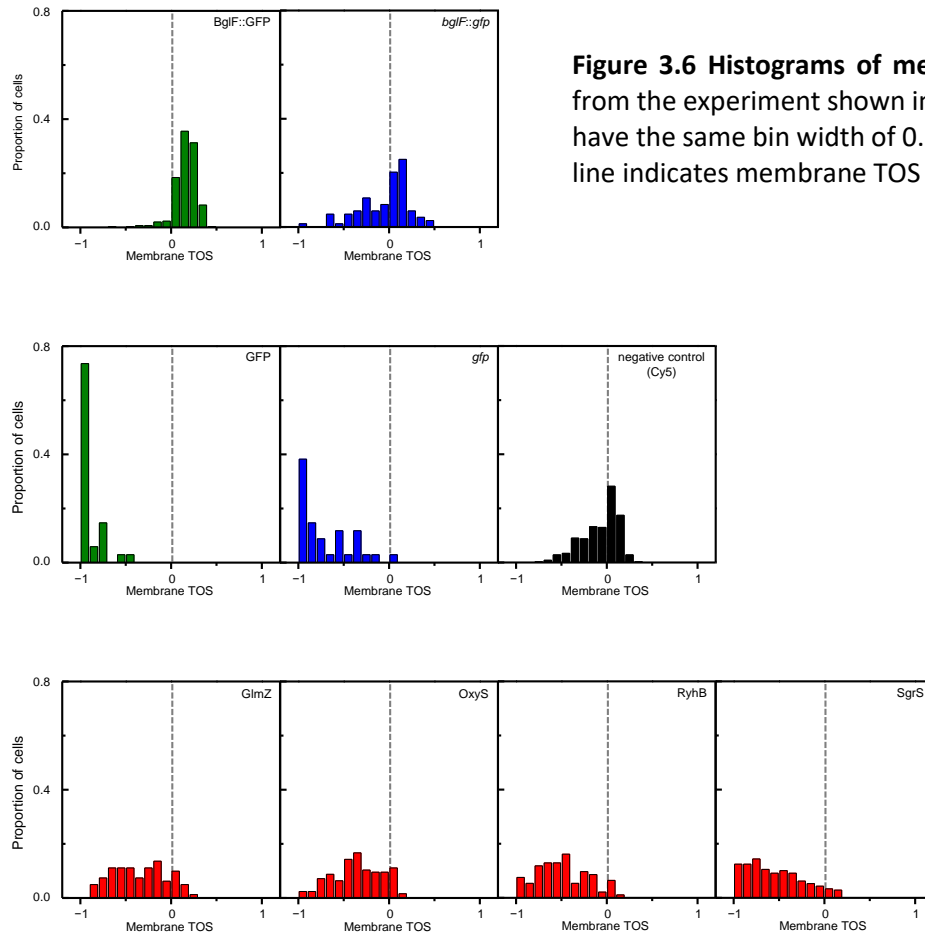 0.8
0.4
0.0
Proportion of cells
BglF::GFP
−1 0 1
Membrane TOS
bglF::gfp
−1 0 1
Membrane TOS
Figure 3.6 Histograms of me
from the experiment shown in
have the same bin width of 0.
line indicates membrane TOS
0.8
0.4
0.0
Proportion of cells
GFP
−1 0 1
Membrane TOS
gfp
−1 0 1
Membrane TOS
negative control
(Cy5)
−1 0 1
Membrane TOS
0.8
0.4
0.0
Proportion of cells
GlmZ
−1 0 1
Membrane TOS
OxyS
−1 0 1
Membrane TOS
RyhB
−1 0 1
Membrane TOS
SgrS
−1 0 1
Membrane TOS